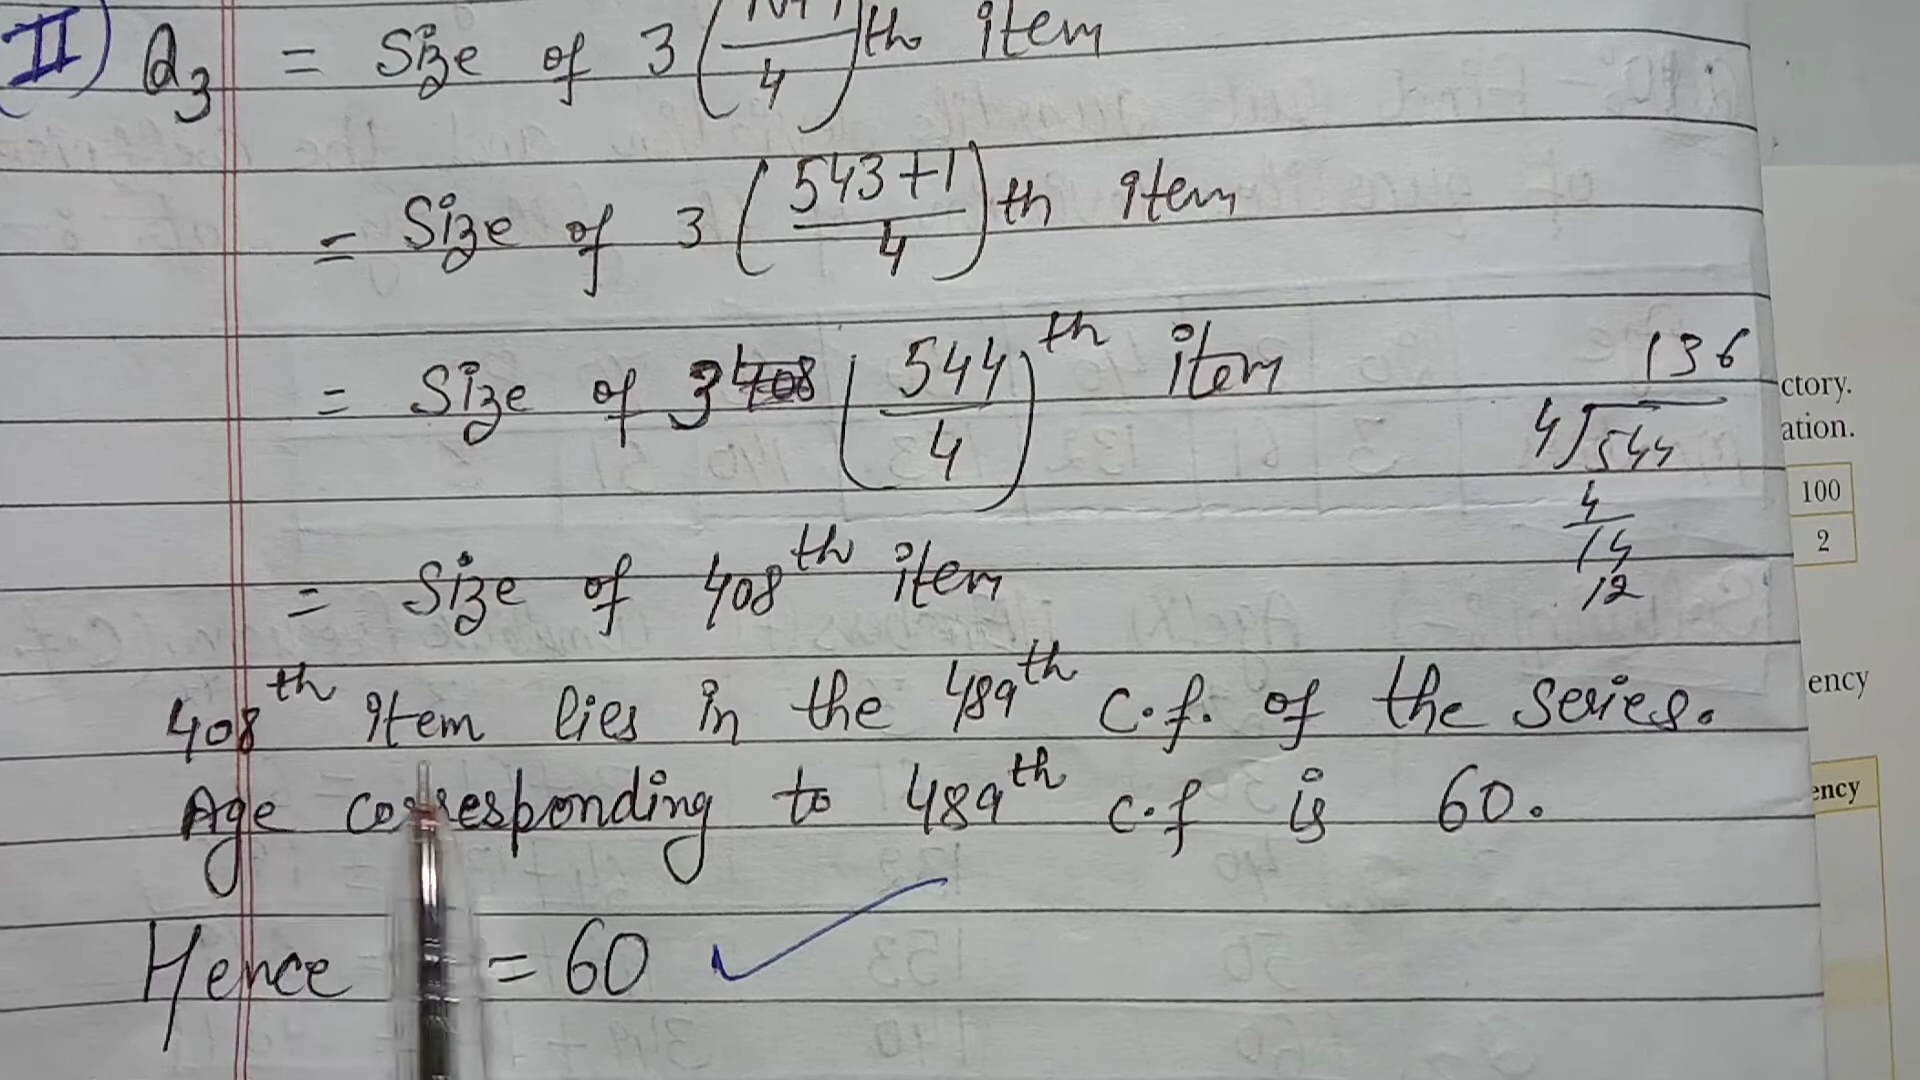 II) Q3 = Size of 3 (N+1/4)th item
= Size of 3 (543+1/4)th item
= Size of 3 (544/4)th item
136
4)544
4
14
12
= Size of 408th item
408th item lies in the 489th c.f. of the series.
Age corresponding to 489th c.f is 60.
Hence = 60
ctory.
ation.
100
2
ency
ency